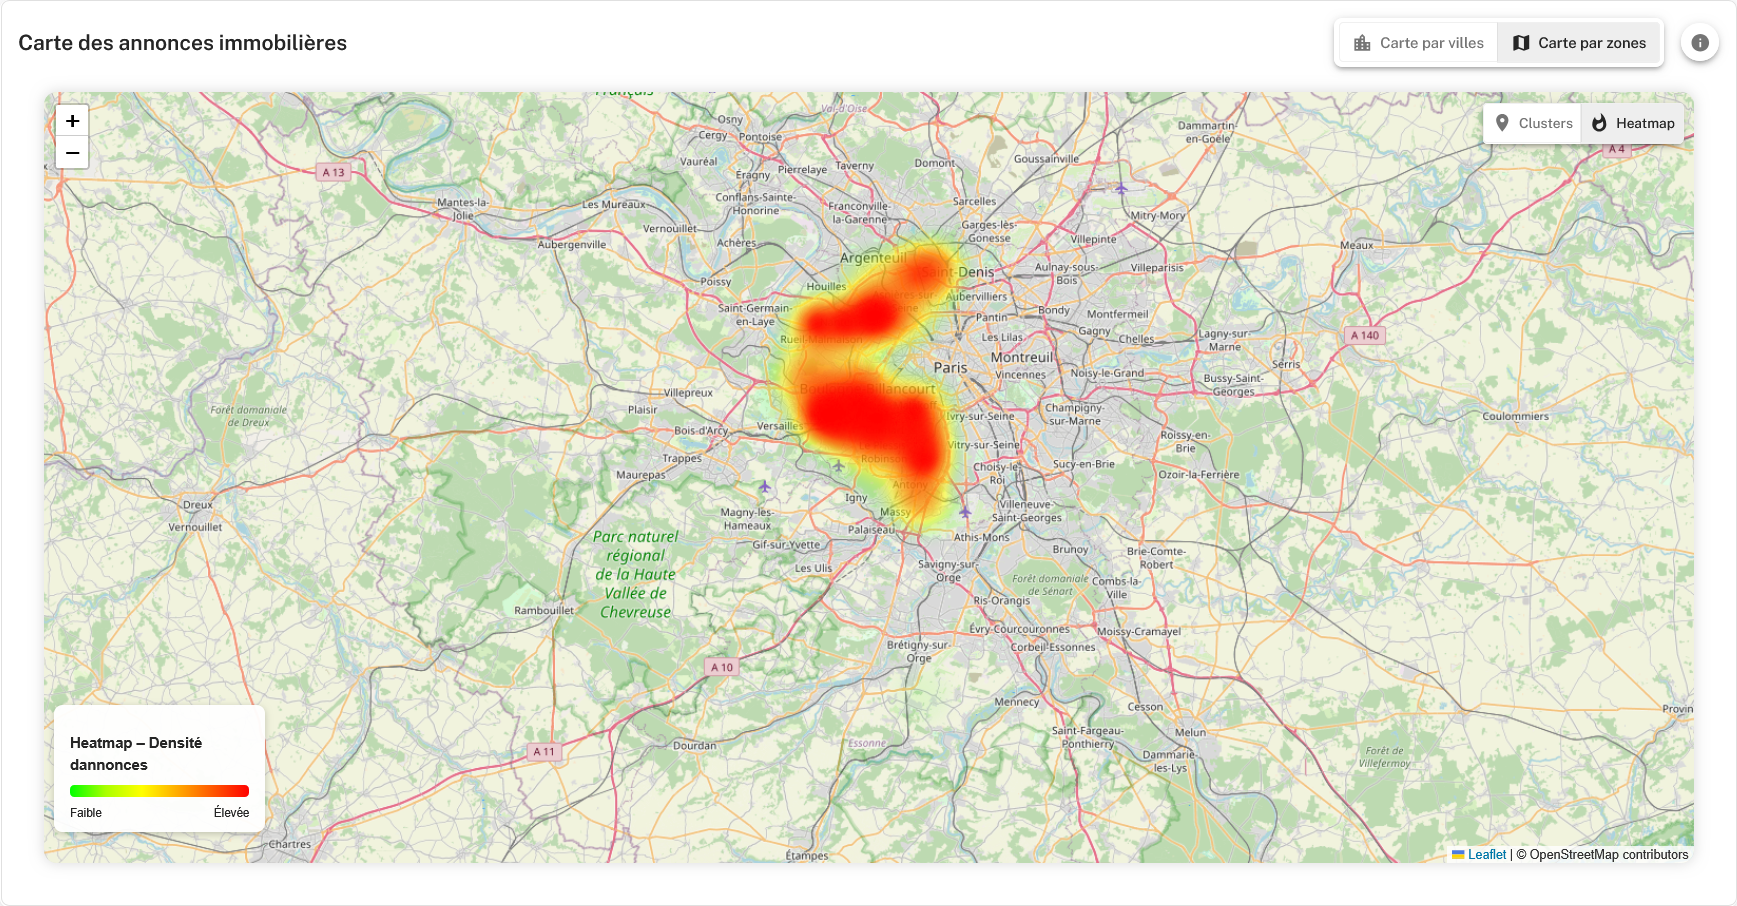 Carte des annonces immobilières
Carte par villes
Carte par zones
+
−
Clusters
Heatmap
Français
Val-d'Oise
Osny
Cergy
Pontoise
Dammartin-
en-Goële
A 4
A 13
Vauréal
Éragny
Pierrelaye
Taverny
Domont
Goussainville
Mantes-la-
Jolie
Les Mureaux
Conflans-Sainte-
Honorine
Franconville-
la-Garenne
Sarcelles
Mitry-Mory
Vernouillet
Garges-lès-
Gonesse
Villepinte
Aubergenville
Achères
Meaux
Argenteuil
Saint-Denis
Aulnay-sous-
Bois
Villeparisis
Poissy
Houilles
Aubervilliers
Saint-Germain-
en-Laye
Pantin
Bondy
Montfermeil
Gagny
Chelles
Lagny-sur-
Marne
A 140
Rueil-Malmaison
Les Lilas
Paris
Montreuil
Vincennes
Noisy-le-Grand
Serris
Bussy-Saint-
Georges
Villepreux
Plaisir
Boulogne-Billancourt
Forêt domaniale
de Dreux
Ivry-sur-Seine
Champigny-
sur-Marne
Coulommiers
Versailles
Bois-d'Arcy
Vitry-sur-Seine
Roissy-en-
Brie
Trappes
Robinson
Choisy-le-
Roi
Sucy-en-Brie
Ozoir-la-Ferrière
Maurepas
Antony
Igny
Dreux
Vernouillet
Magny-les-
Hameaux
Massy
Villeneuve-
Saint-Georges
Palaiseau
Athis-Mons
Parc naturel
régional
de la Haute
Vallée de
Chevreuse
Gif-sur-Yvette
Brunoy
Brie-Comte-
Robert
Les Ulis
Savigny-sur-
Orge
Forêt domaniale
de Sénart
Combs-la-
Ville
Rambouillet
Ris-Orangis
Évry-Courcouronnes
Moissy-Cramayel
Brétigny-sur-
Orge
Corbeil-Essonnes
A 10
Mennecy
Cesson
Provin
Saint-Fargeau-
Ponthierry
Melun
Dourdan
Essonne
A 11
Dammarie-
les-Lys
Forêt de
Villefermoy
Chartres
Étampes
Heatmap – Densité
dannonces
Faible
Élevée
Leaflet | © OpenStreetMap contributors